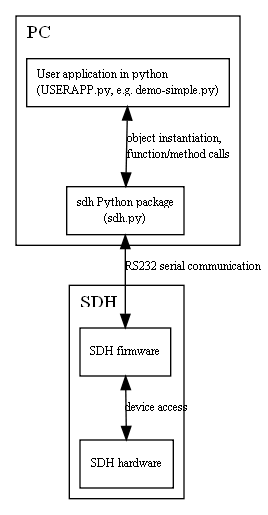 PC
User application in python
(USERAPP.py, e.g. demo-simple.py)
object instantiation,
function/method calls
sdh Python package
(sdh.py)
RS232 serial communication
SDH
SDH firmware
device access
SDH hardware